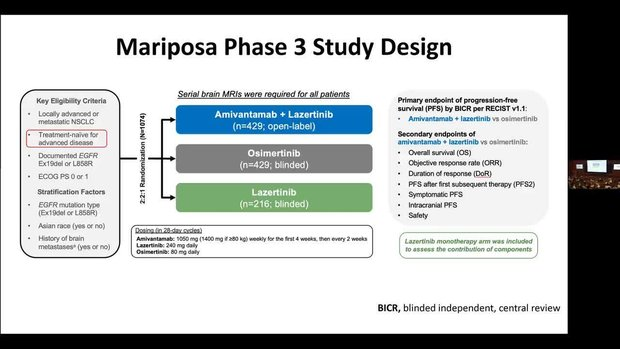 Mariposa Phase 3 Study Design
Serial brain MRIs were required for all patients
Key Eligibility Criteria
• Locally advanced or
metastatic NSCLC
• Treatment-naïve for
advanced disease
• Documented EGFR
Ex19del or L858R
• ECOG PS 0 or 1
Stratification Factors
• EGFR mutation type
(Ex19del or L858R)
• Asian race (yes or no)
• History of brain
metastasesª (yes or no)
2:2:1 Randomization (N=1074)
Amivantamab + Lazertinib
(n=429; open-label)
Osimertinib
(n=429; blinded)
Lazertinib
(n=216; blinded)
Dosing (in 28-day cycles)
Amivantamab: 1050 mg (1400 mg if ≥80 kg) weekly for the first 4 weeks, then every 2 weeks
Lazertinib: 240 mg daily
Osimertinib: 80 mg daily
Primary endpoint of progression-free
survival (PFS) by BICR per RECIST v1.1:
• Amivantamab + lazertinib vs osimertinib
Secondary endpoints of
amivantamab + lazertinib vs osimertinib:
• Overall survival (OS)
• Objective response rate (ORR)
• Duration of response (DoR)
• PFS after first subsequent therapy (PFS2)
• Symptomatic PFS
• Intracranial PFS
• Safety
Lazertinib monotherapy arm was included
to assess the contribution of components
BICR, blinded independent, central review